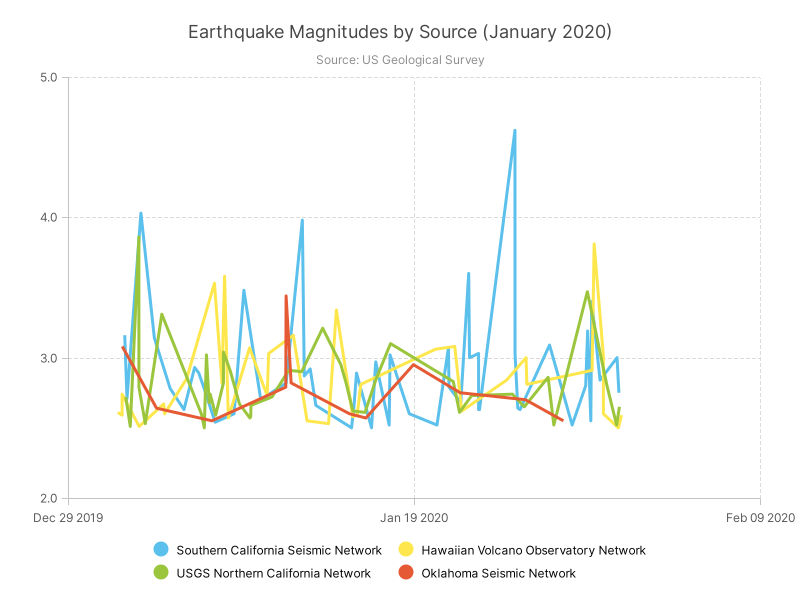 Earthquake Magnitudes by Source (January 2020)
Source: US Geological Survey
5.0
4.0
3.0
2.0
Dec 29 2019 Jan 19 2020 Feb 09 2020
Southern California Seismic Network Hawaiian Volcano Observatory Network
USGS Northern California Network Oklahoma Seismic Network